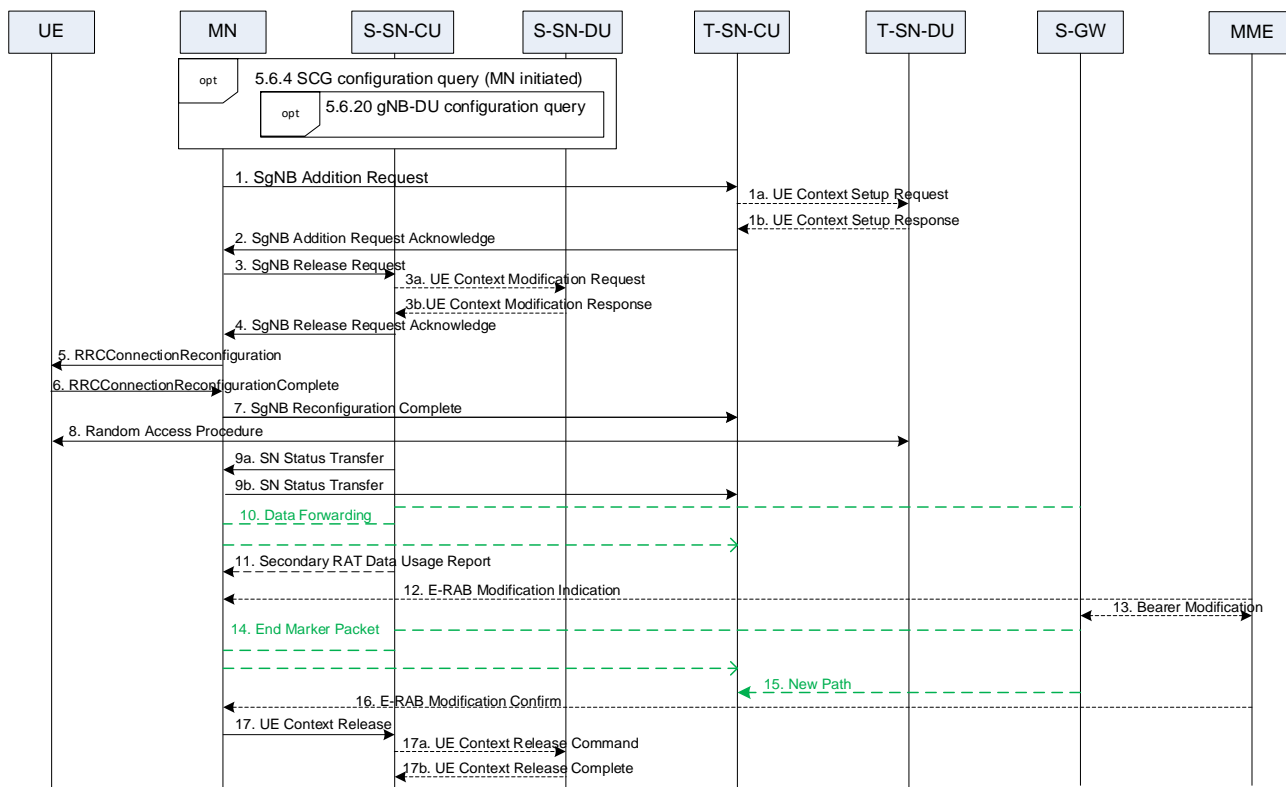 UE
MN
S-SN-CU
S-SN-DU
T-SN-CU
T-SN-DU
S-GW
MME
opt
5.6.4 SCG configuration query (MN initiated)
opt
5.6.20 gNB-DU configuration query
1. SgNB Addition Request
1a. UE Context Setup Request
1b. UE Context Setup Response
2. SgNB Addition Request Acknowledge
3. SgNB Release Request
3a. UE Context Modification Request
3b.UE Context Modification Response
4. SgNB Release Request Acknowledge
5. RRCConnectionReconfiguration
6. RRCConnectionReconfigurationComplete
7. SgNB Reconfiguration Complete
8. Random Access Procedure
9a. SN Status Transfer
9b. SN Status Transfer
10. Data Forwarding
11. Secondary RAT Data Usage Report
12. E-RAB Modification Indication
13. Bearer Modification
14. End Marker Packet
15. New Path
16. E-RAB Modification Confirm
17. UE Context Release
17a. UE Context Release Command
17b. UE Context Release Complete